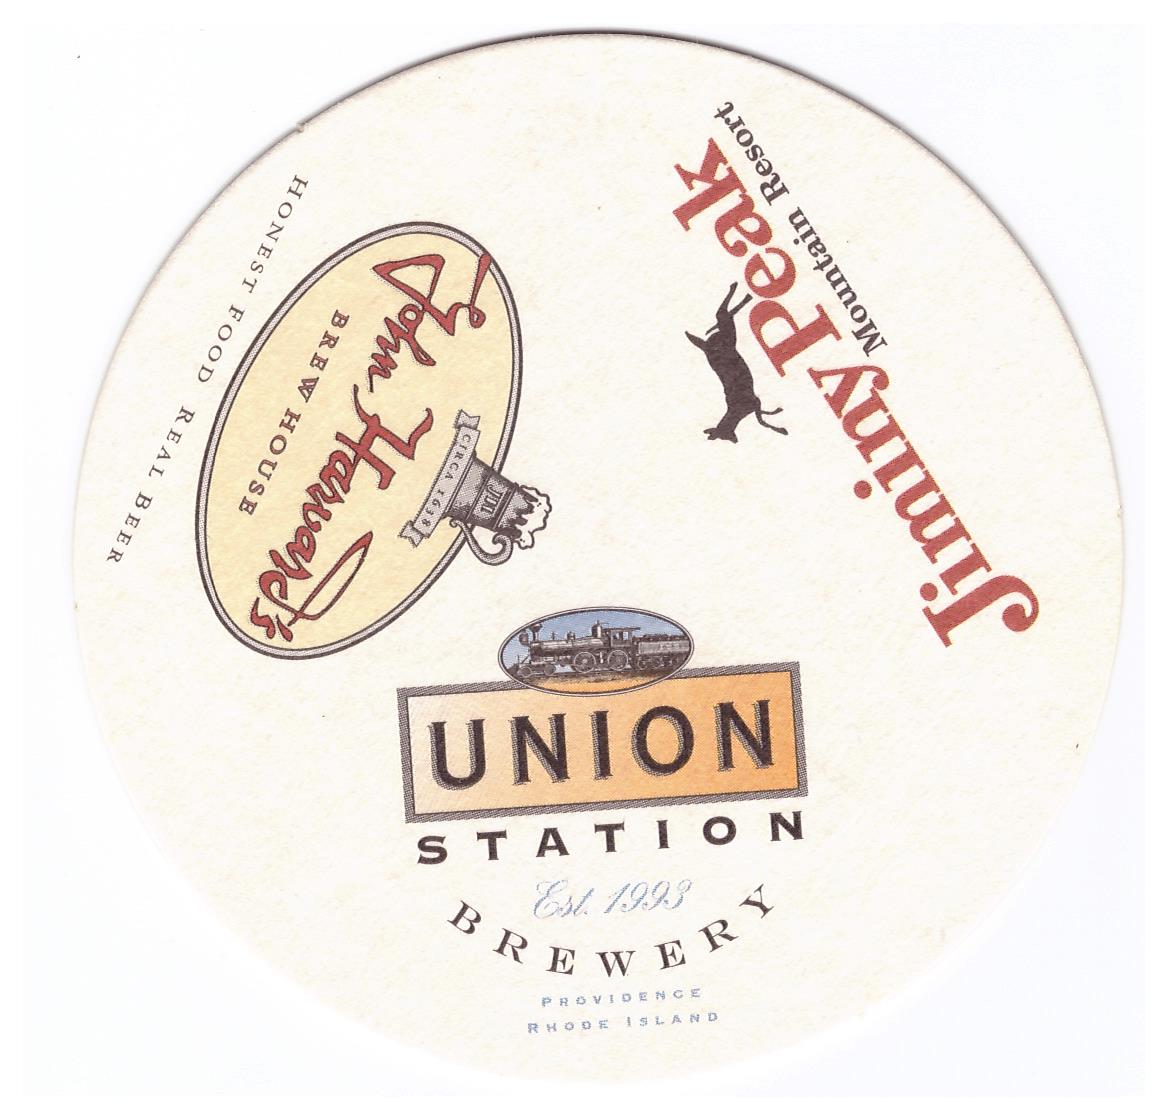 Jiminy Peak
Mountain Resort
John Harvard's
BREW HOUSE
CIRCA 1638
HONEST FOOD REAL BEER
UNION
STATION
Est. 1993
BREWERY
PROVIDENCE
RHODE ISLAND